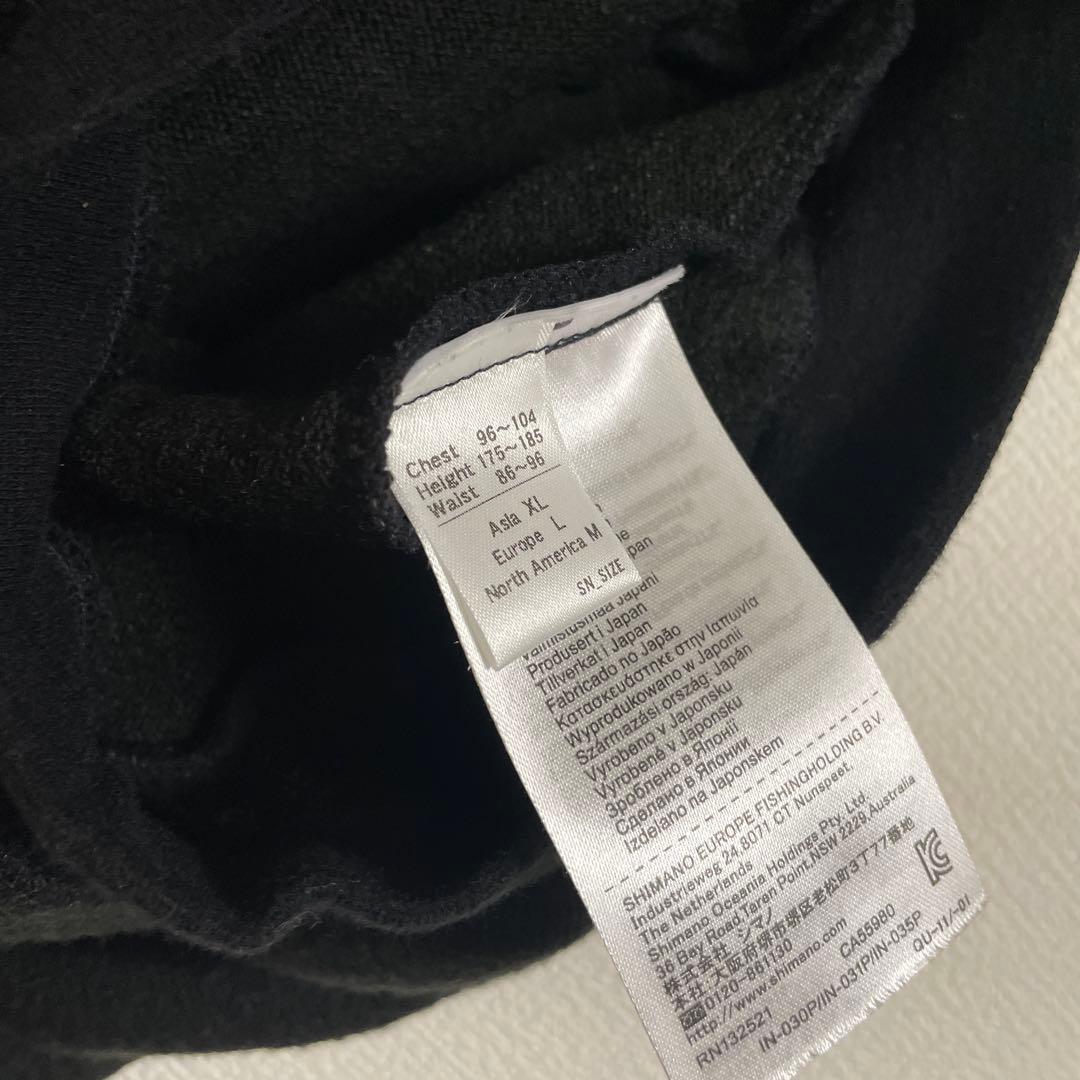 Chest 96~104
Height 175~185
Waist 86~96
Asia XL
Europe L
North America M
SN_SIZE
pan
Valmistusmaa Japani
Produsert i Japan
Tillverkat i Japan
Fabricado no Japão
Κατασκευάστηκε στην Ιαπωνία
Wyprodukowano w Japonii
Származási ország: Japán
Vyrobeno v Japonsku
Vyrobené v Japonsku
Зроблено в Японії
Сделано в Японии
Izdelano na Japonskem
SHIMANO EUROPE FISHINGHOLDING B.V.
Industrieweg 24, 8071 CT Nunspeet
The Netherlands
Shimano Oceania Holdings Pty. Ltd.
36 Bay Road Taren Point.NSW 2229,Australia
株式会社 シマノ
本社 大阪府堺市堺区老松町3丁77番地
0120-861130
http://www.shimano.com
RN132521 CA55980
IN-030P/IN-031P/IN-035P
QU-11/-01